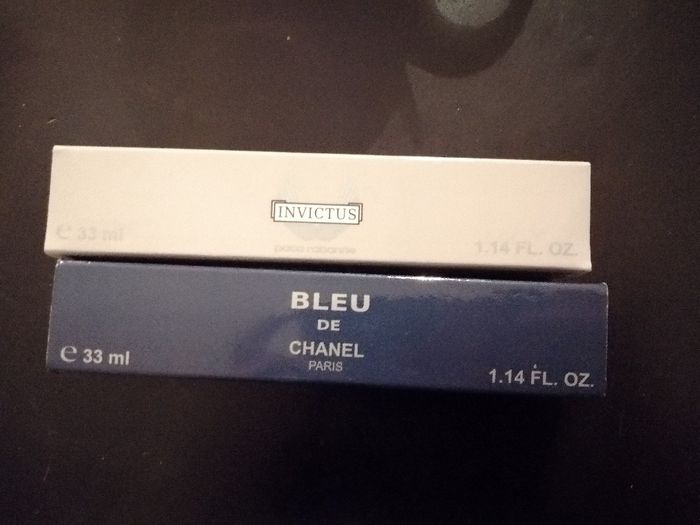 INVICTUS
paco rabanne
e 33 ml
1.14 FL. OZ.
BLEU
DE
CHANEL
PARIS
e 33 ml
1.14 FL. OZ.